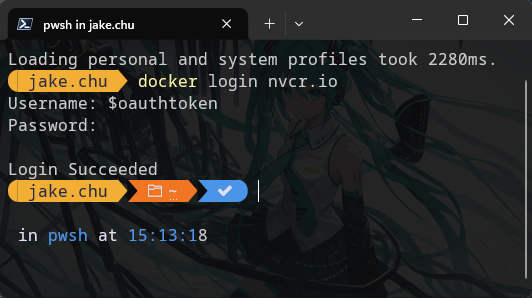 pwsh in jake.chu
Loading personal and system profiles took 2280ms.
jake.chu docker login nvcr.io
Username: $oauthtoken
Password:
Login Succeeded
jake.chu ~
in pwsh at 15:13:18